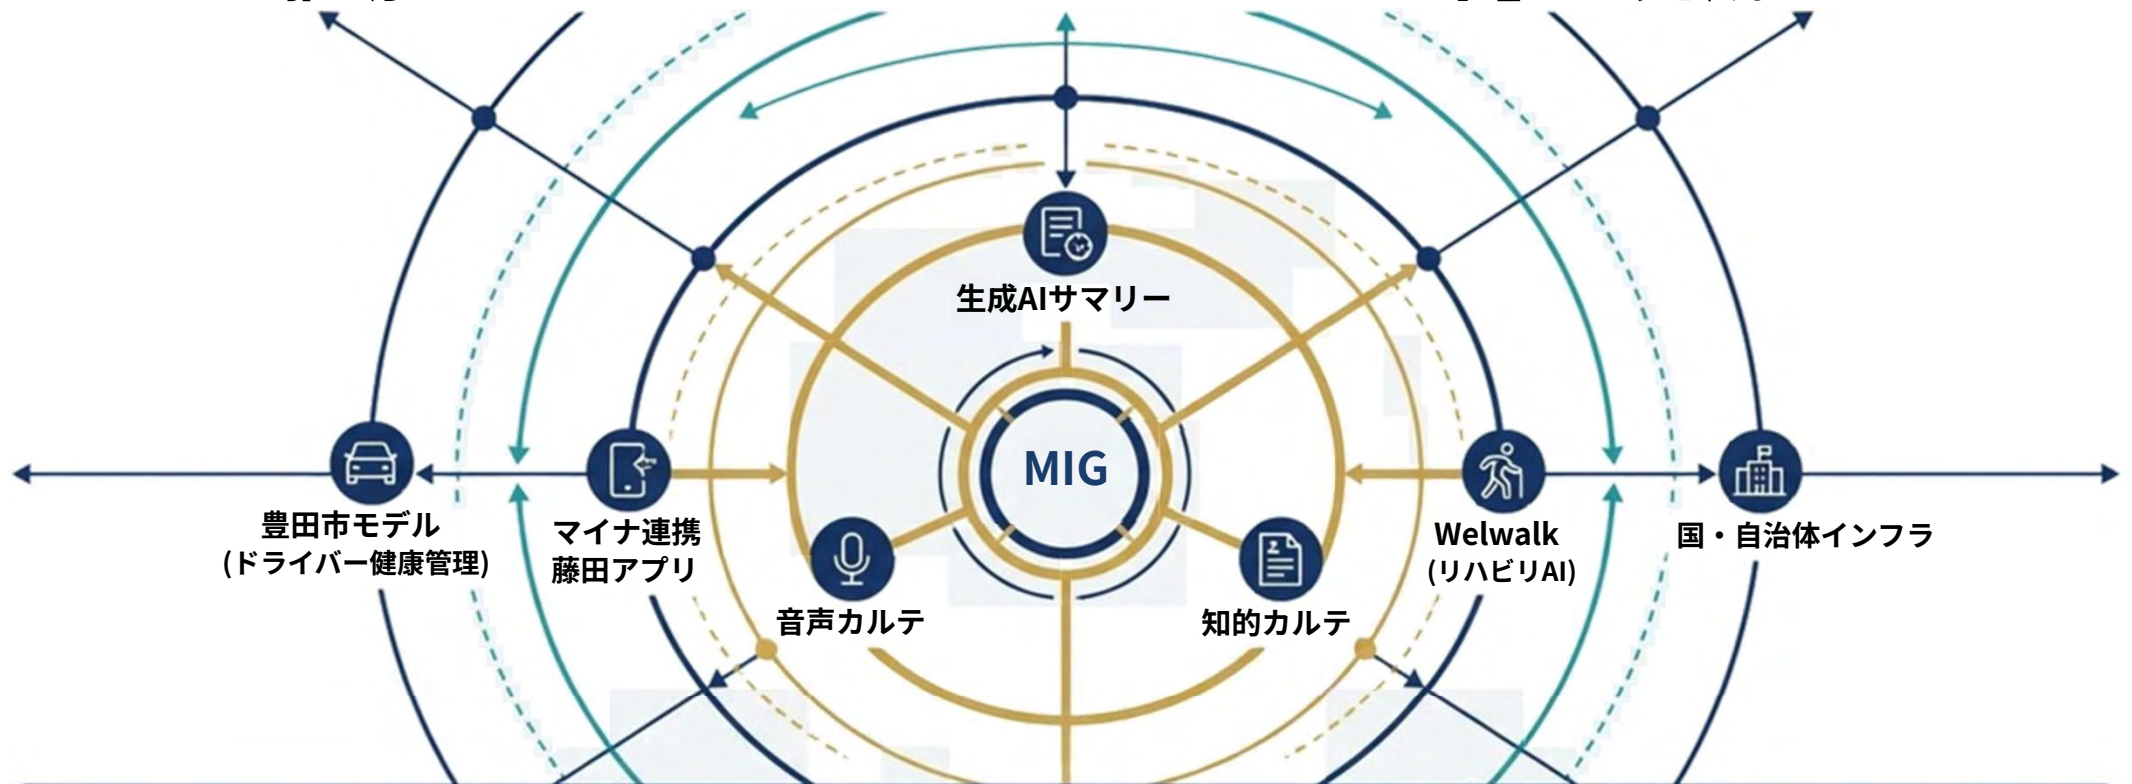 生成AIサマリー
MIG
豊田市モデル
(ドライバー健康管理)
マイナ連携
藤田アプリ
Welwalk
(リハビリAI)
国・自治体インフラ
音声カルテ
知的カルテ